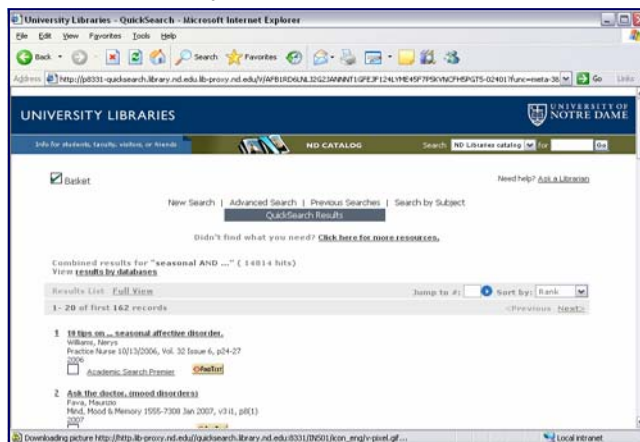 University Libraries - QuickSearch - Microsoft Internet Explorer
File Edit View Favorites Tools Help
Back Search Favorites
Address Go Links
UNIVERSITY LIBRARIES
UNIVERSITY OF
NOTRE DAME
Info for students, faculty, visitors, or friends ND CATALOG Search ND Libraries catalog for Go
Basket Need help? Ask a Librarian
New Search | Advanced Search | Previous Searches | Search by Subject
QuickSearch Results
Didn't find what you need? Click here for more resources.
Combined results for "seasonal AND ..." ( 14814 hits)
View results by databases
Results List Full View Jump to #: Sort by: Rank
1- 20 of first 162 records <Previous Next>
1 10 tips on ... seasonal affective disorder.
Williams, Nerys
Practice Nurse 10/13/2006, Vol. 32 Issue 6, p24-27
2006
Academic Search Premier FindText
2 Ask the doctor. (mood disorders)
Fava, Maurizio
Mind, Mood & Memory 1555-7308 Jan 2007, v3 i1, p8(1)
2007
Downloading picture Local intranet